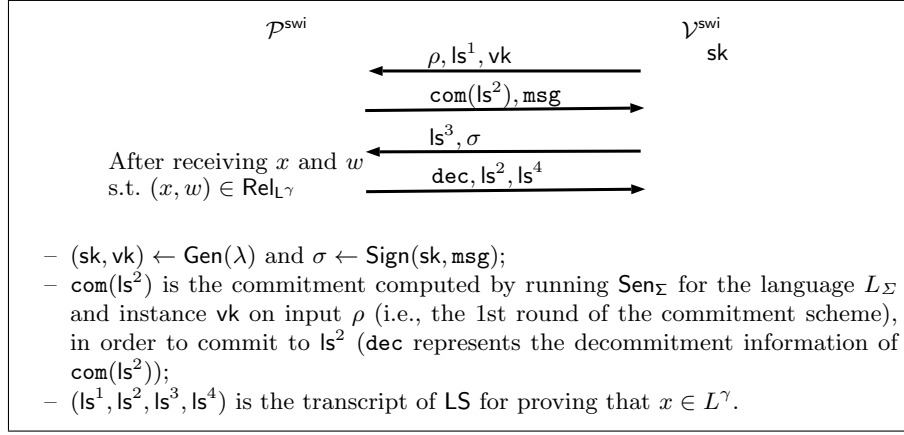 𝒫^swi 𝒱^swi
sk
ρ, ls¹, vk
com(ls²), msg
ls³, σ
After receiving x and w
s.t. (x, w) ∈ Rel_{L^γ}
dec, ls², ls⁴
– (sk, vk) ← Gen(λ) and σ ← Sign(sk, msg);
– com(ls²) is the commitment computed by running Sen_Σ for the language L_Σ
and instance vk on input ρ (i.e., the 1st round of the commitment scheme),
in order to commit to ls² (dec represents the decommitment information of
com(ls²));
– (ls¹, ls², ls³, ls⁴) is the transcript of LS for proving that x ∈ L^γ.